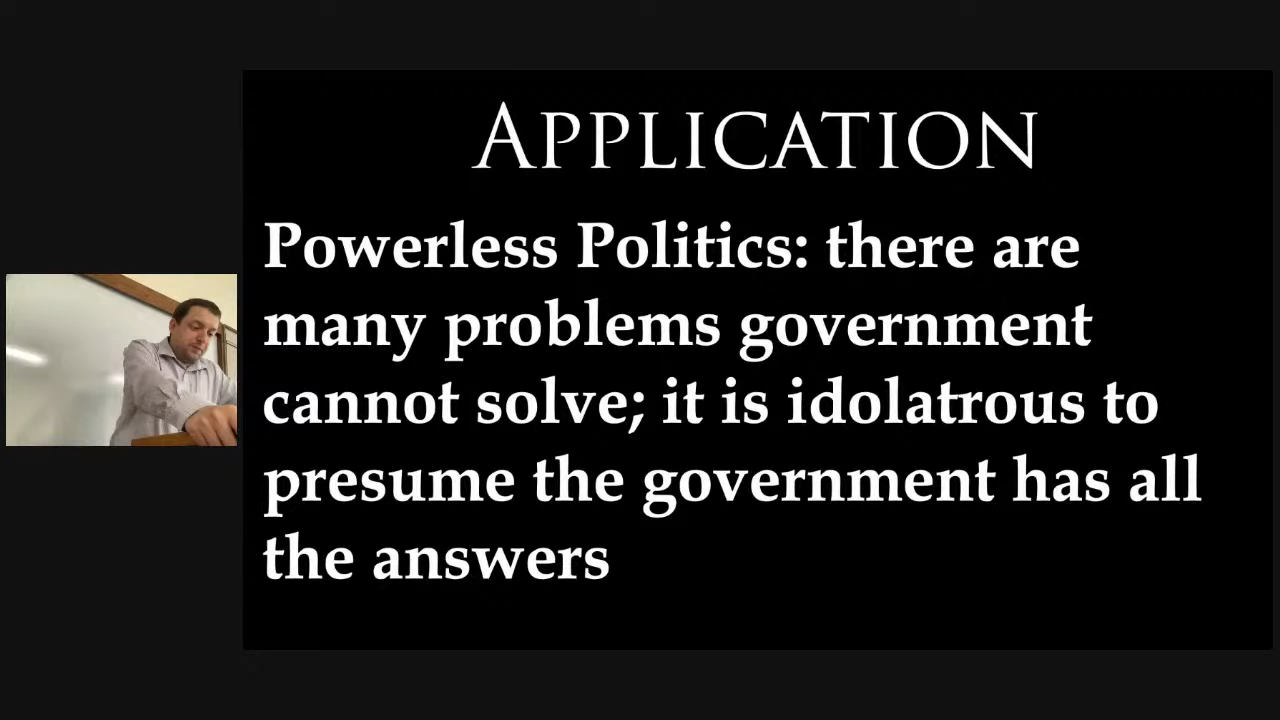 APPLICATION
Powerless Politics: there are
many problems government
cannot solve; it is idolatrous to
presume the government has all
the answers